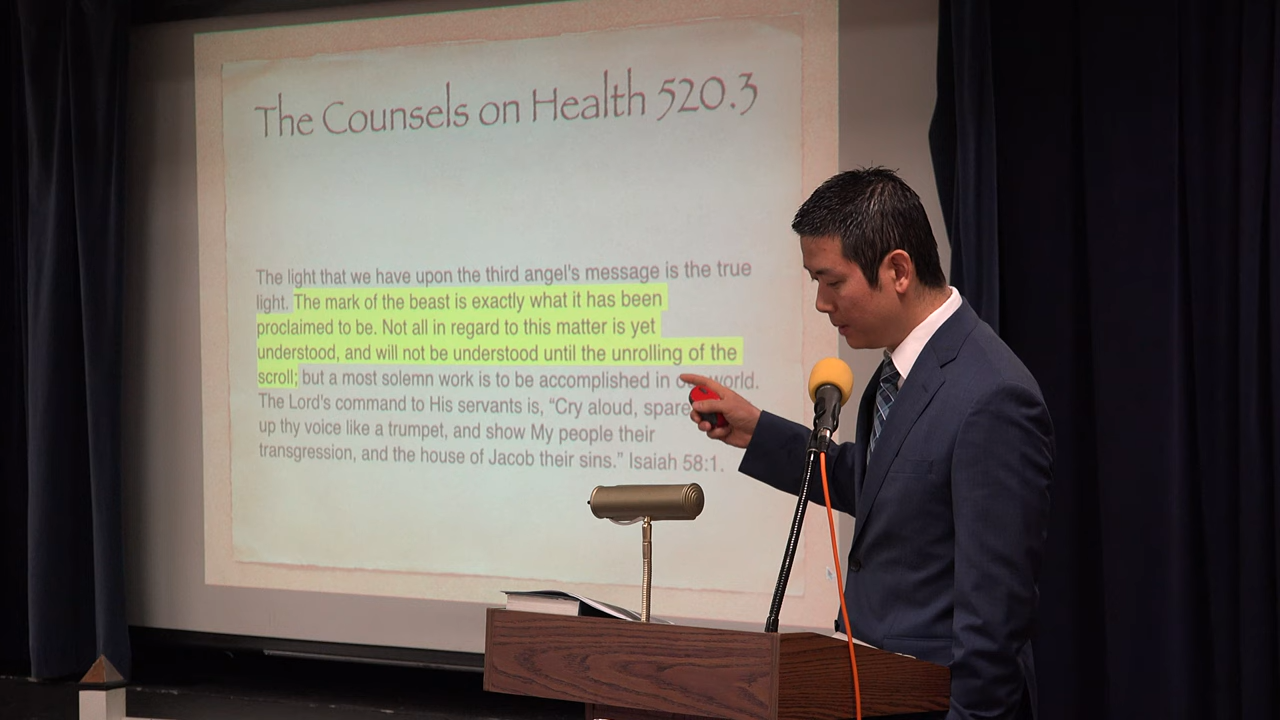 The Counsels on Health 520.3
The light that we have upon the third angel's message is the true
light. The mark of the beast is exactly what it has been
proclaimed to be. Not all in regard to this matter is yet
understood, and will not be understood until the unrolling of the
scroll; but a most solemn work is to be accomplished in world.
The Lord's command to His servants is, “Cry aloud, spare
up thy voice like a trumpet, and show My people their
transgression, and the house of Jacob their sins.” Isaiah 58:1.